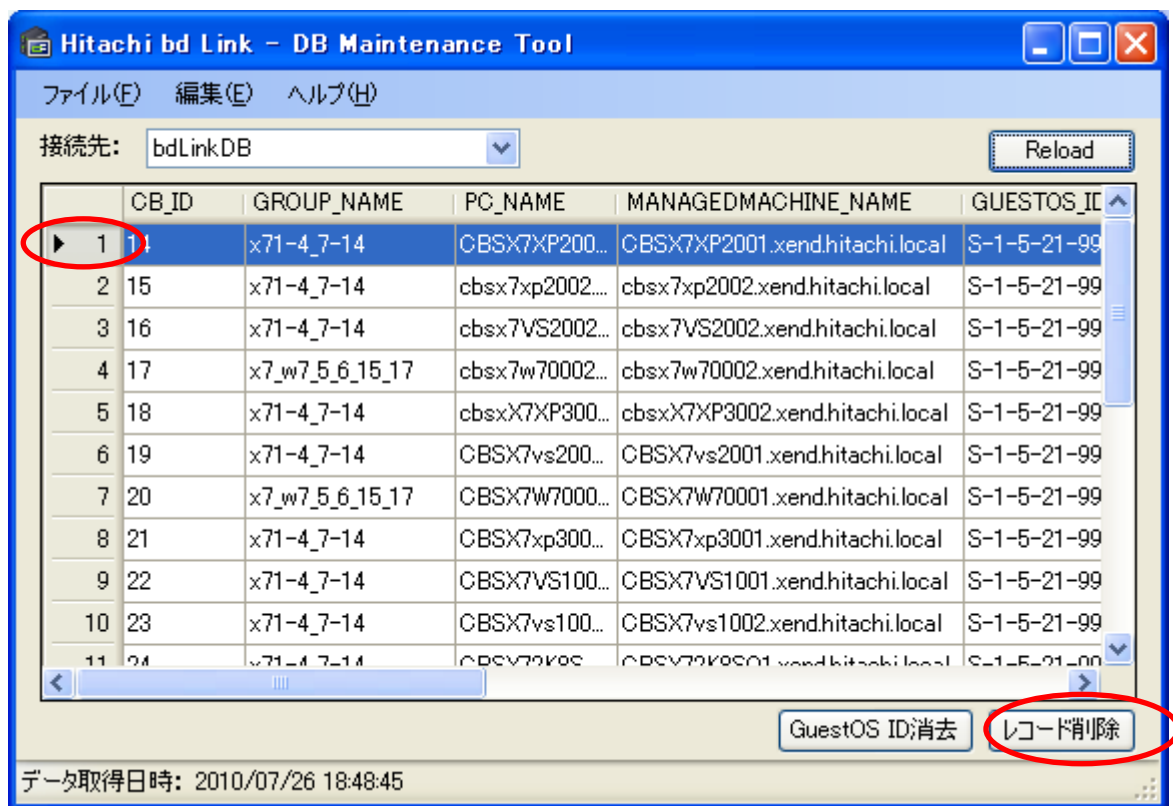 Hitachi bd Link - DB Maintenance Tool
ファイル(F) 編集(E) ヘルプ(H)
接続先: bdLinkDB Reload
CB_ID GROUP_NAME PC_NAME MANAGEDMACHINE_NAME GUESTOS_ID
1 14 x71-4_7-14 CBSX7XP200... CBSX7XP2001.xend.hitachi.local S-1-5-21-99
2 15 x71-4_7-14 cbsx7xp2002.... cbsx7xp2002.xend.hitachi.local S-1-5-21-99
3 16 x71-4_7-14 cbsx7VS2002... cbsx7VS2002.xend.hitachi.local S-1-5-21-99
4 17 x7_w7_5_6_15_17 cbsx7w70002... cbsx7w70002.xend.hitachi.local S-1-5-21-99
5 18 x71-4_7-14 cbsxX7XP300... cbsxX7XP3002.xend.hitachi.local S-1-5-21-99
6 19 x71-4_7-14 CBSX7vs200... CBSX7vs2001.xend.hitachi.local S-1-5-21-99
7 20 x7_w7_5_6_15_17 CBSX7W7000... CBSX7W70001.xend.hitachi.local S-1-5-21-99
8 21 x71-4_7-14 CBSX7xp300... CBSX7xp3001.xend.hitachi.local S-1-5-21-99
9 22 x71-4_7-14 CBSX7VS100... CBSX7VS1001.xend.hitachi.local S-1-5-21-99
10 23 x71-4_7-14 CBSX7vs100... CBSX7vs1002.xend.hitachi.local S-1-5-21-99
11 24 x71-4_7-14
GuestOS ID消去 レコード削除
データ取得日時: 2010/07/26 18:48:45